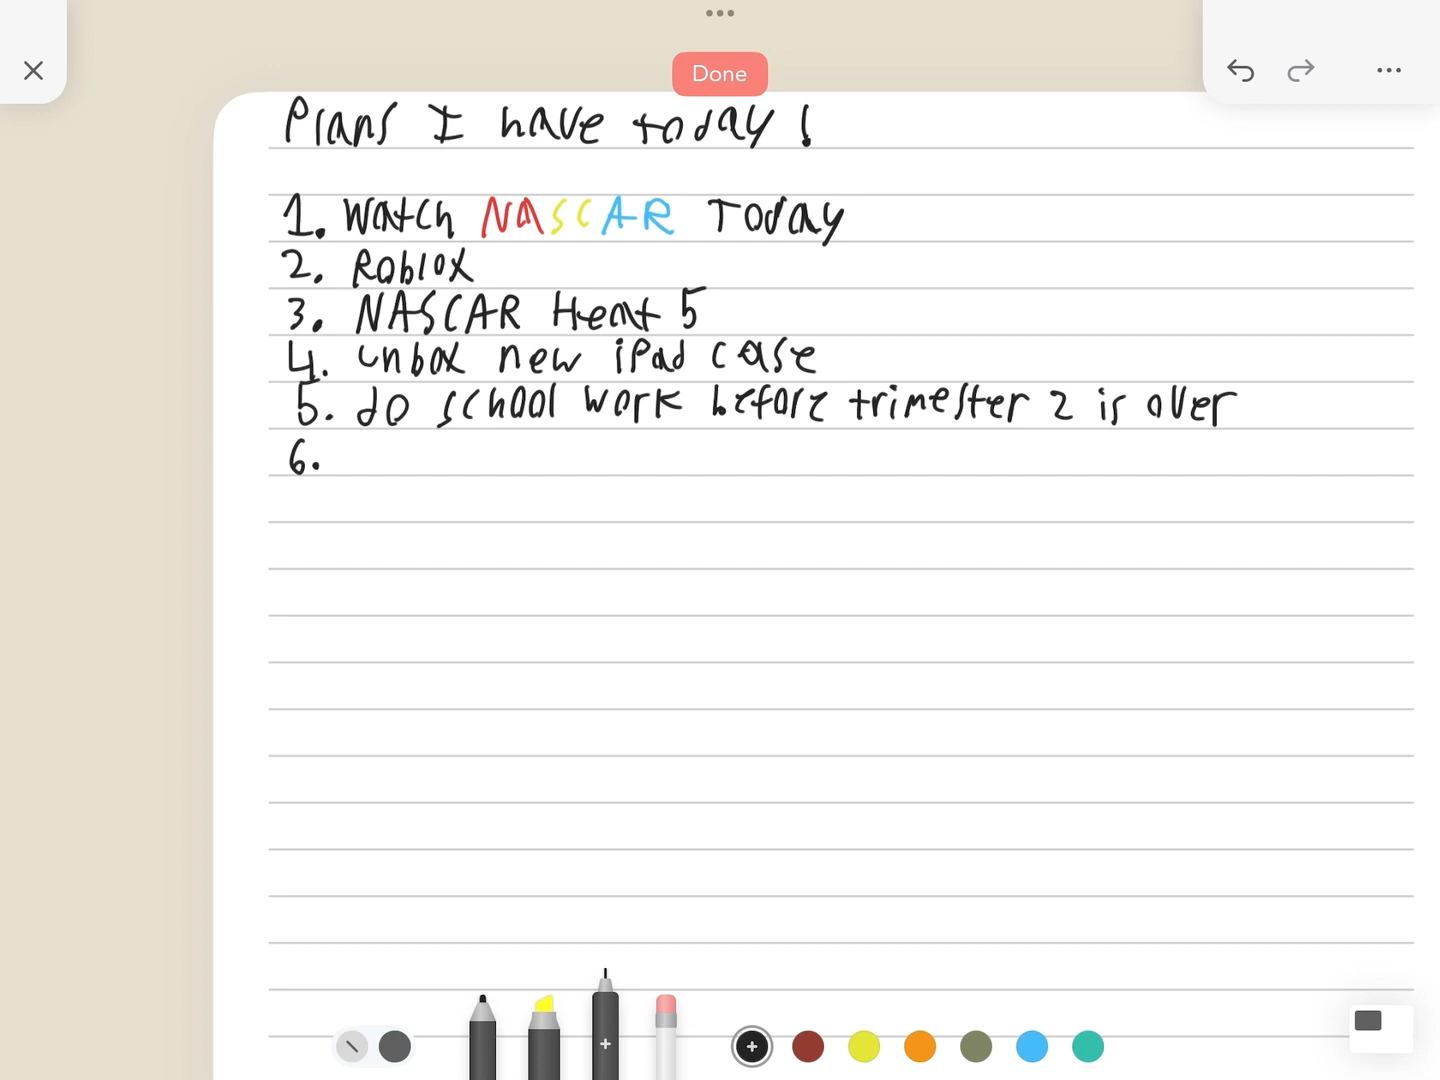 Done
Plans I have today!
1. Watch NASCAR Today
2. Roblox
3. NASCAR Heat 5
4. unbox new iPad case
5. do school work before trimester 2 is over
6.